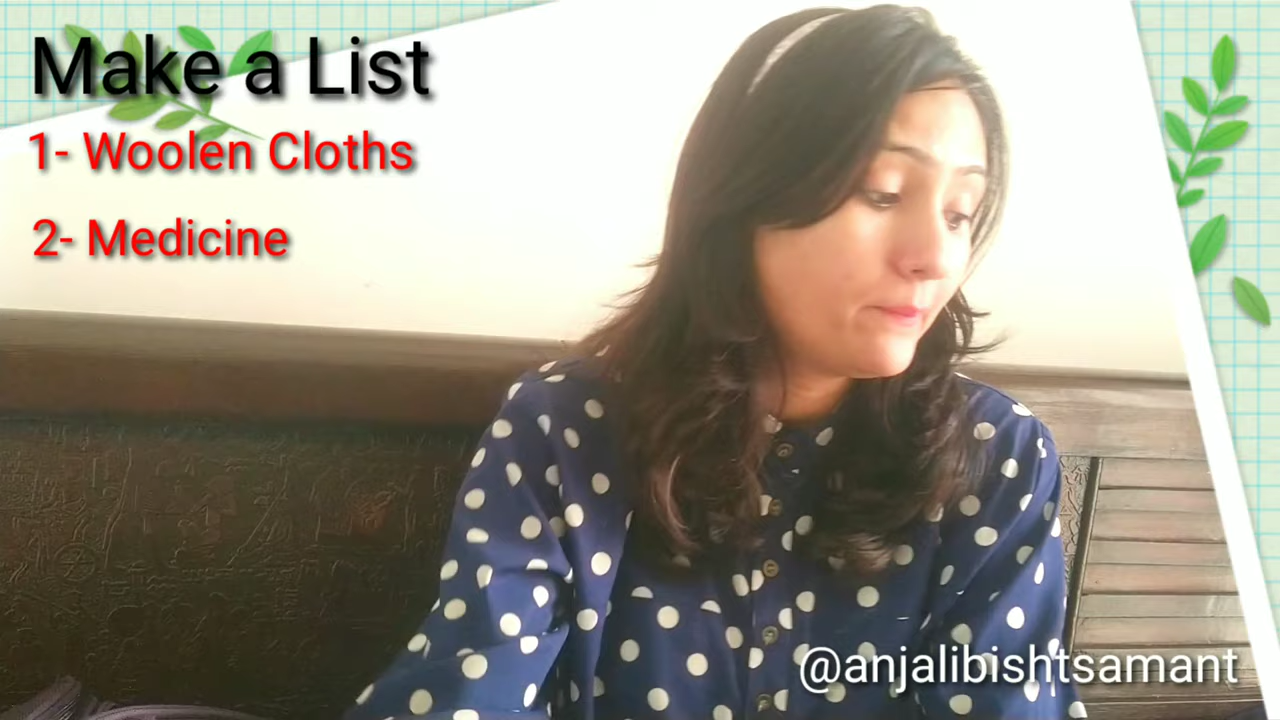 Make a List
1- Woolen Cloths
2- Medicine
@anjalibishtsamant